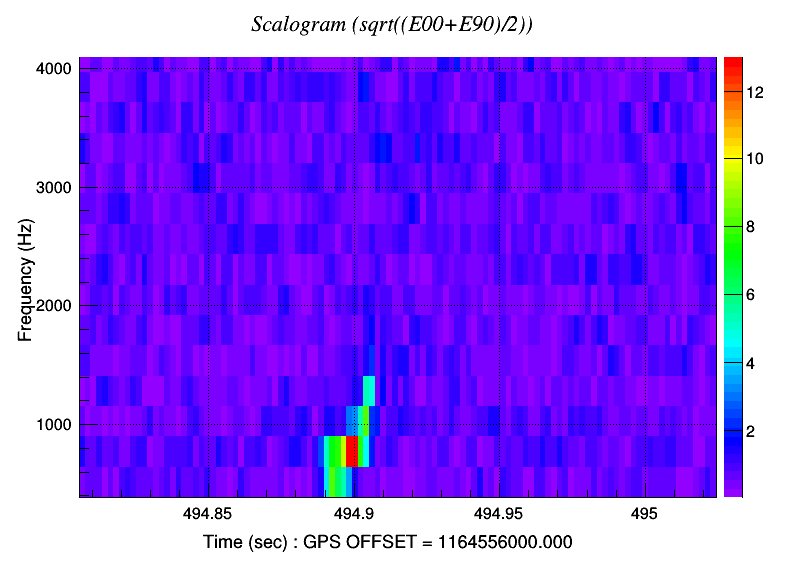 Scalogram (sqrt((E00+E90)/2))
4000
3000
2000
1000
Frequency (Hz)
12
10
8
6
4
2
494.85 494.9 494.95 495
Time (sec) : GPS OFFSET = 1164556000.000